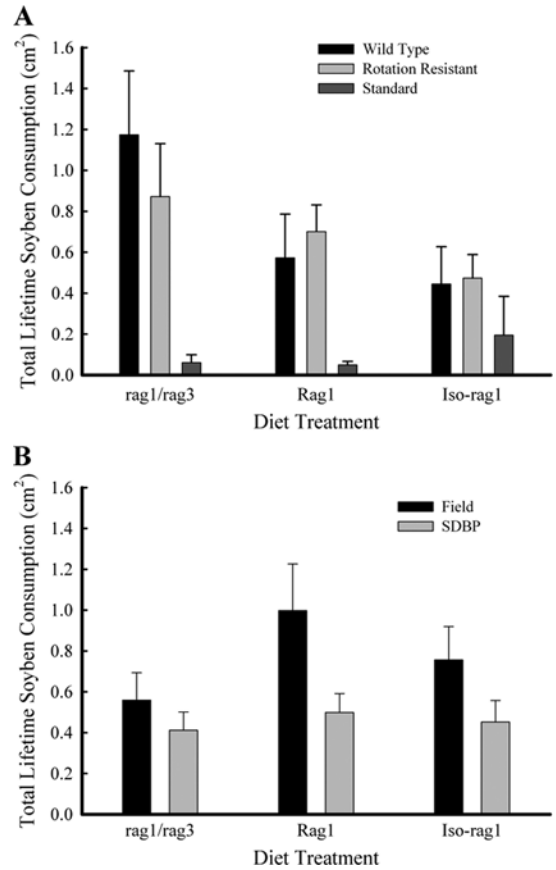 A
Total Lifetime Soyben Consumption (cm²)
1.6
1.4
1.2
1.0
0.8
0.6
0.4
0.2
0.0
Wild Type
Rotation Resistant
Standard
rag1/rag3
Rag1
Iso-rag1
Diet Treatment
B
Total Lifetime Soyben Consumption (cm²)
1.6
1.4
1.2
1.0
0.8
0.6
0.4
0.2
0.0
Field
SDBP
rag1/rag3
Rag1
Iso-rag1
Diet Treatment